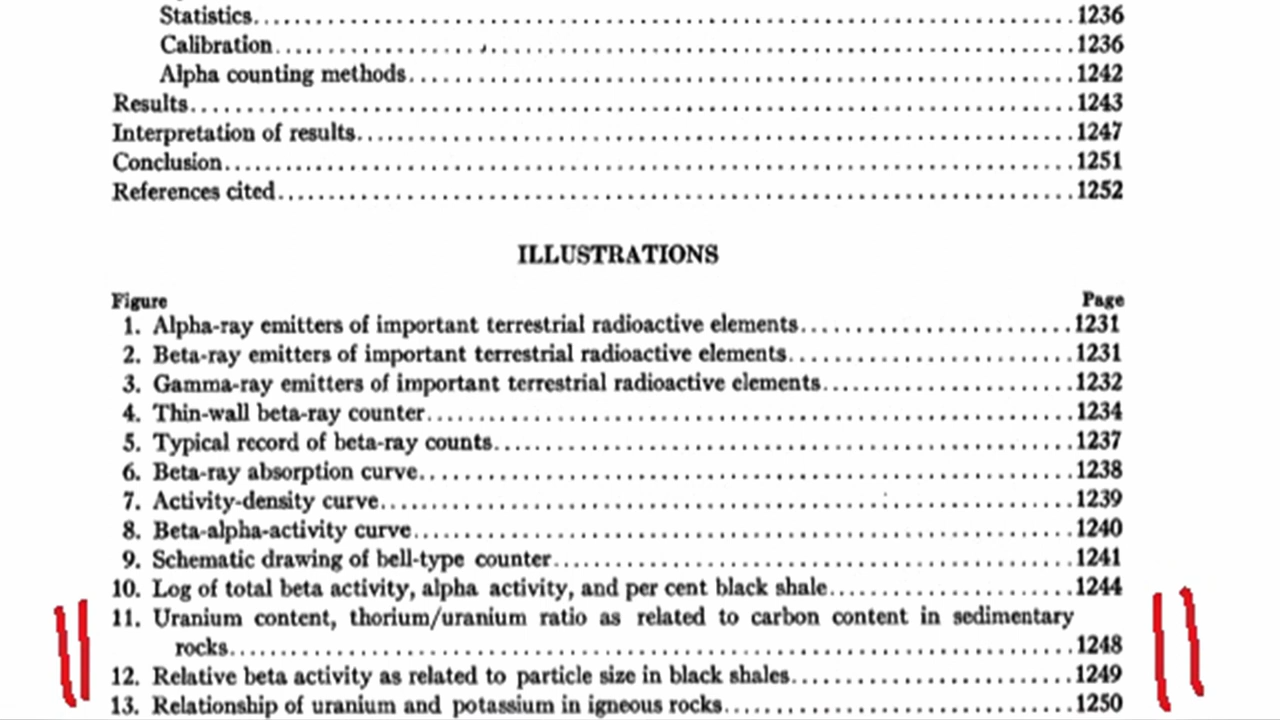 Statistics........................................................................1236
Calibration........................................................................1236
Alpha counting methods........................................................................1242
Results........................................................................1243
Interpretation of results........................................................................1247
Conclusion........................................................................1251
References cited........................................................................1252
ILLUSTRATIONS
Figure Page
1. Alpha-ray emitters of important terrestrial radioactive elements........................1231
2. Beta-ray emitters of important terrestrial radioactive elements........................1231
3. Gamma-ray emitters of important terrestrial radioactive elements........................1232
4. Thin-wall beta-ray counter........................................................1234
5. Typical record of beta-ray counts........................................................1237
6. Beta-ray absorption curve........................................................1238
7. Activity-density curve........................................................1239
8. Beta-alpha-activity curve........................................................1240
9. Schematic drawing of bell-type counter................................................1241
10. Log of total beta activity, alpha activity, and per cent black shale......................1244
11. Uranium content, thorium/uranium ratio as related to carbon content in sedimentary
rocks........................................................................1248
12. Relative beta activity as related to particle size in black shales........................1249
13. Relationship of uranium and potassium in igneous rocks................................1250